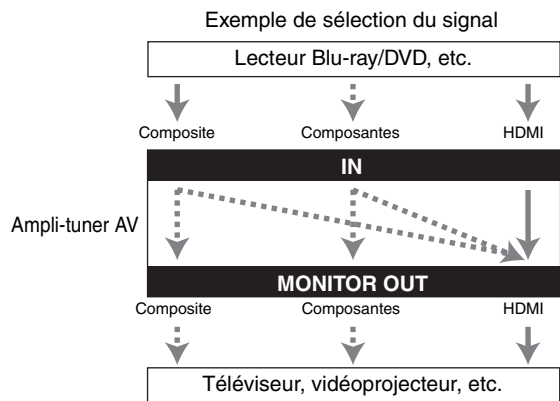 Exemple de sélection du signal
Lecteur Blu-ray/DVD, etc.
Composite Composantes HDMI
IN
Ampli-tuner AV
MONITOR OUT
Composite Composantes HDMI
Téléviseur, vidéoprojecteur, etc.